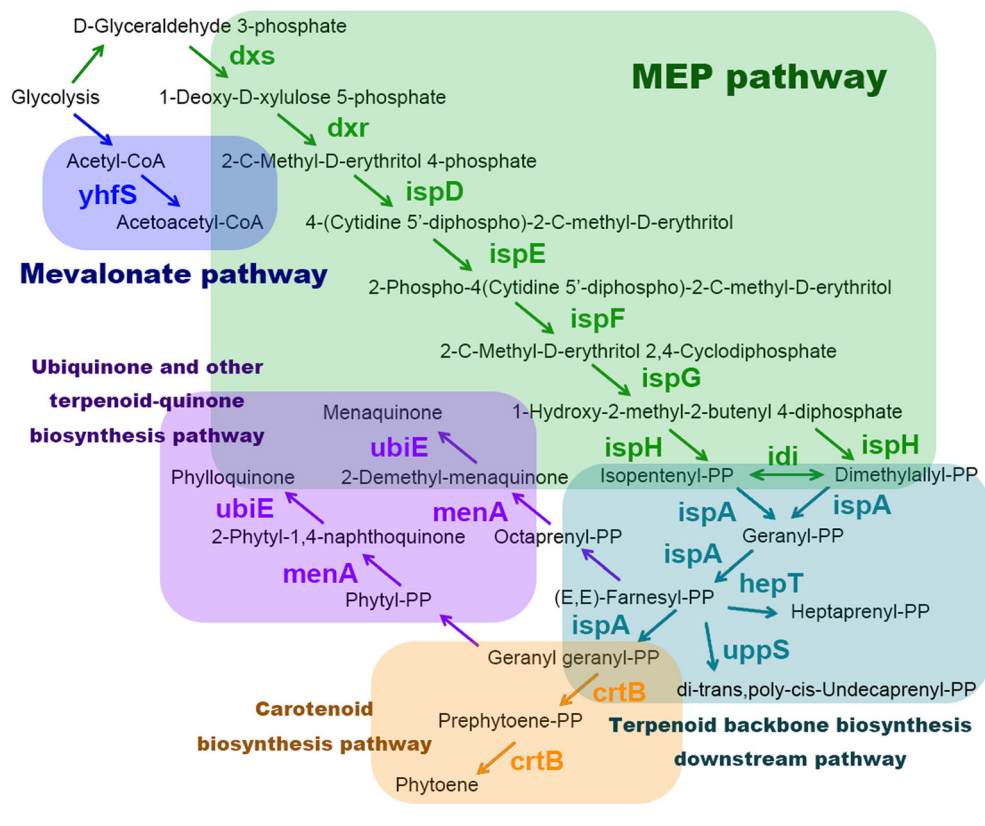 D-Glyceraldehyde 3-phosphate
dxs
MEP pathway
Glycolysis
1-Deoxy-D-xylulose 5-phosphate
dxr
Acetyl-CoA
2-C-Methyl-D-erythritol 4-phosphate
yhfS
ispD
Acetoacetyl-CoA
4-(Cytidine 5’-diphospho)-2-C-methyl-D-erythritol
Mevalonate pathway
ispE
2-Phospho-4(Cytidine 5’-diphospho)-2-C-methyl-D-erythritol
ispF
2-C-Methyl-D-erythritol 2,4-Cyclodiphosphate
ispG
Ubiquinone and other
terpenoid-quinone
biosynthesis pathway
Menaquinone
1-Hydroxy-2-methyl-2-butenyl 4-diphosphate
ubiE
ispH
idi
ispH
Phylloquinone
2-Demethyl-menaquinone
Isopentenyl-PP
Dimethylallyl-PP
ubiE
menA
ispA
ispA
2-Phytyl-1,4-naphthoquinone
Octaprenyl-PP
Geranyl-PP
menA
ispA
hepT
Phytyl-PP
(E,E)-Farnesyl-PP
Heptaprenyl-PP
ispA
uppS
Geranyl geranyl-PP
crtB
di-trans,poly-cis-Undecaprenyl-PP
Carotenoid
biosynthesis pathway
Prephytoene-PP
Terpenoid backbone biosynthesis
downstream pathway
crtB
Phytoene